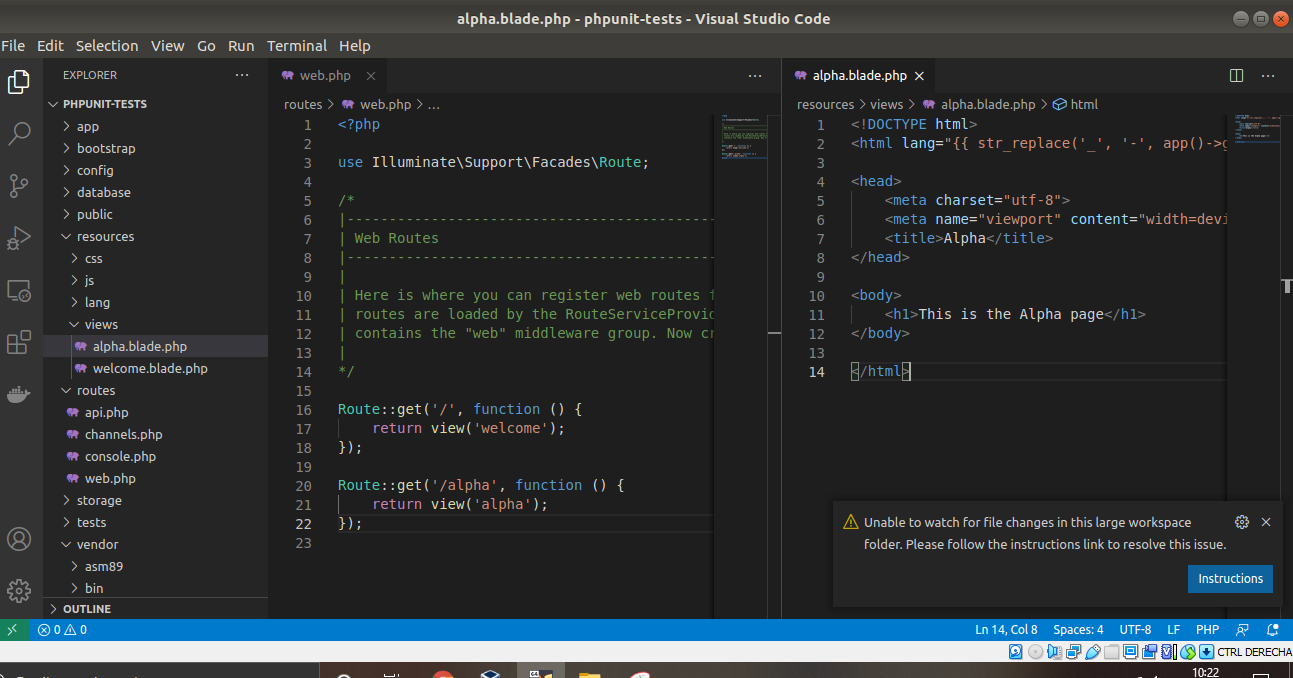 alpha.blade.php - phpunit-tests - Visual Studio Code
File Edit Selection View Go Run Terminal Help
EXPLORER
PHPUNIT-TESTS
app
bootstrap
config
database
public
resources
css
js
lang
views
alpha.blade.php
welcome.blade.php
routes
api.php
channels.php
console.php
web.php
storage
tests
vendor
asm89
bin
OUTLINE
web.php
routes > web.php > ...
1 <?php
2
3 use Illuminate\Support\Facades\Route;
4
5 /*
6 |--------------------------------------------
7 | Web Routes
8 |--------------------------------------------
9 |
10 | Here is where you can register web routes f
11 | routes are loaded by the RouteServiceProvid
12 | contains the "web" middleware group. Now cr
13 |
14 */
15
16 Route::get('/', function () {
17 return view('welcome');
18 });
19
20 Route::get('/alpha', function () {
21 return view('alpha');
22 });
23
alpha.blade.php
resources > views > alpha.blade.php > html
1 <!DOCTYPE html>
2 <html lang="{{ str_replace('_', '-', app()->g
3
4 <head>
5 <meta charset="utf-8">
6 <meta name="viewport" content="width=devi
7 <title>Alpha</title>
8 </head>
9
10 <body>
11 <h1>This is the Alpha page</h1>
12 </body>
13
14 </html>
Unable to watch for file changes in this large workspace
folder. Please follow the instructions link to resolve this issue.
Instructions
0 0
Ln 14, Col 8 Spaces: 4 UTF-8 LF PHP
CTRL DERECHA
10:22